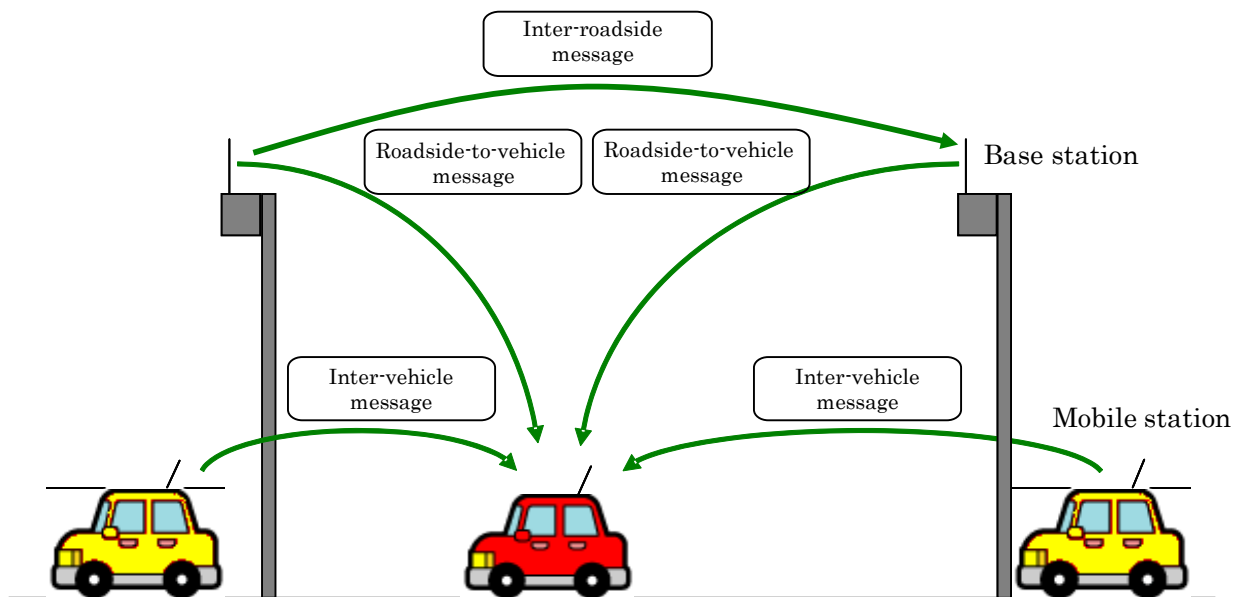 Inter-roadside
message
Roadside-to-vehicle
message
Roadside-to-vehicle
message
Base station
Inter-vehicle
message
Inter-vehicle
message
Mobile station